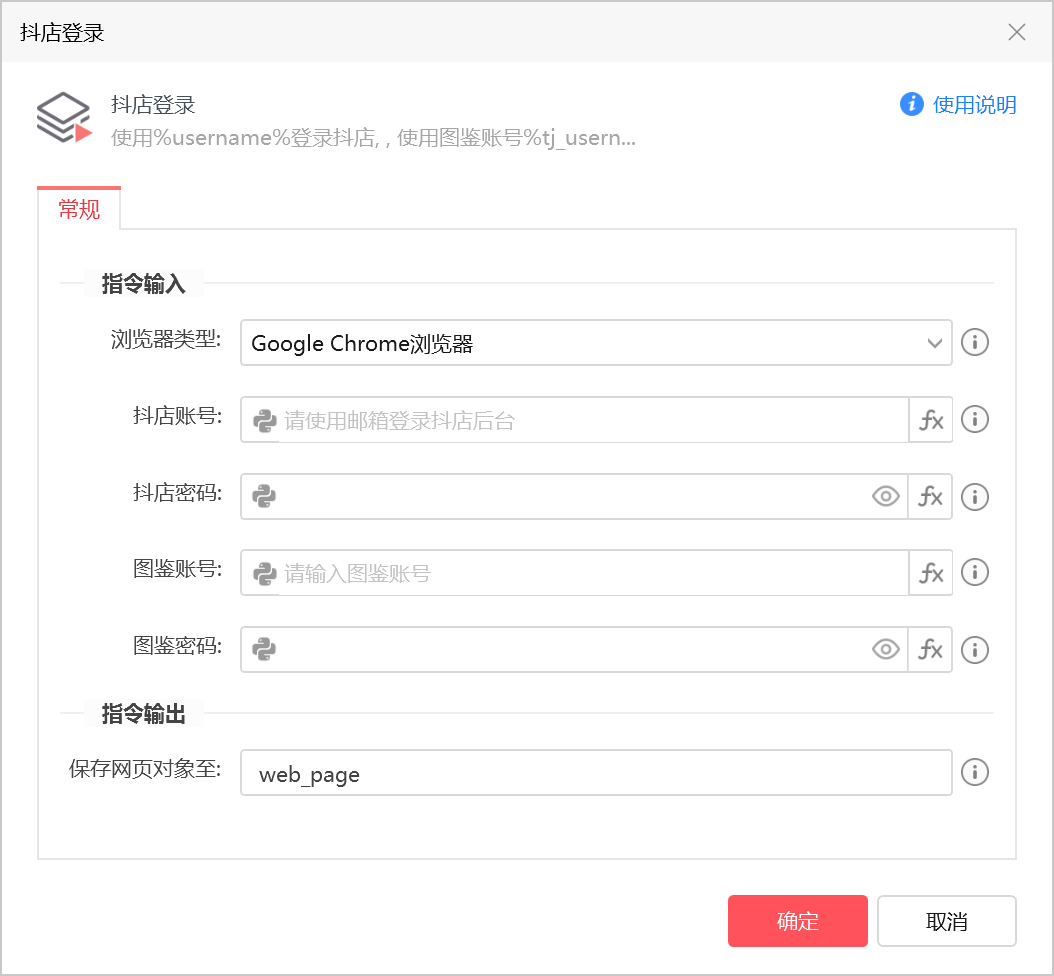 抖店登录
抖店登录
使用说明
使用%username%登录抖店, , 使用图鉴账号%tj_usern...
常规
指令输入
浏览器类型: Google Chrome浏览器
抖店账号: 请使用邮箱登录抖店后台 fx
抖店密码: fx
图鉴账号: 请输入图鉴账号 fx
图鉴密码: fx
指令输出
保存网页对象至: web_page
确定 取消